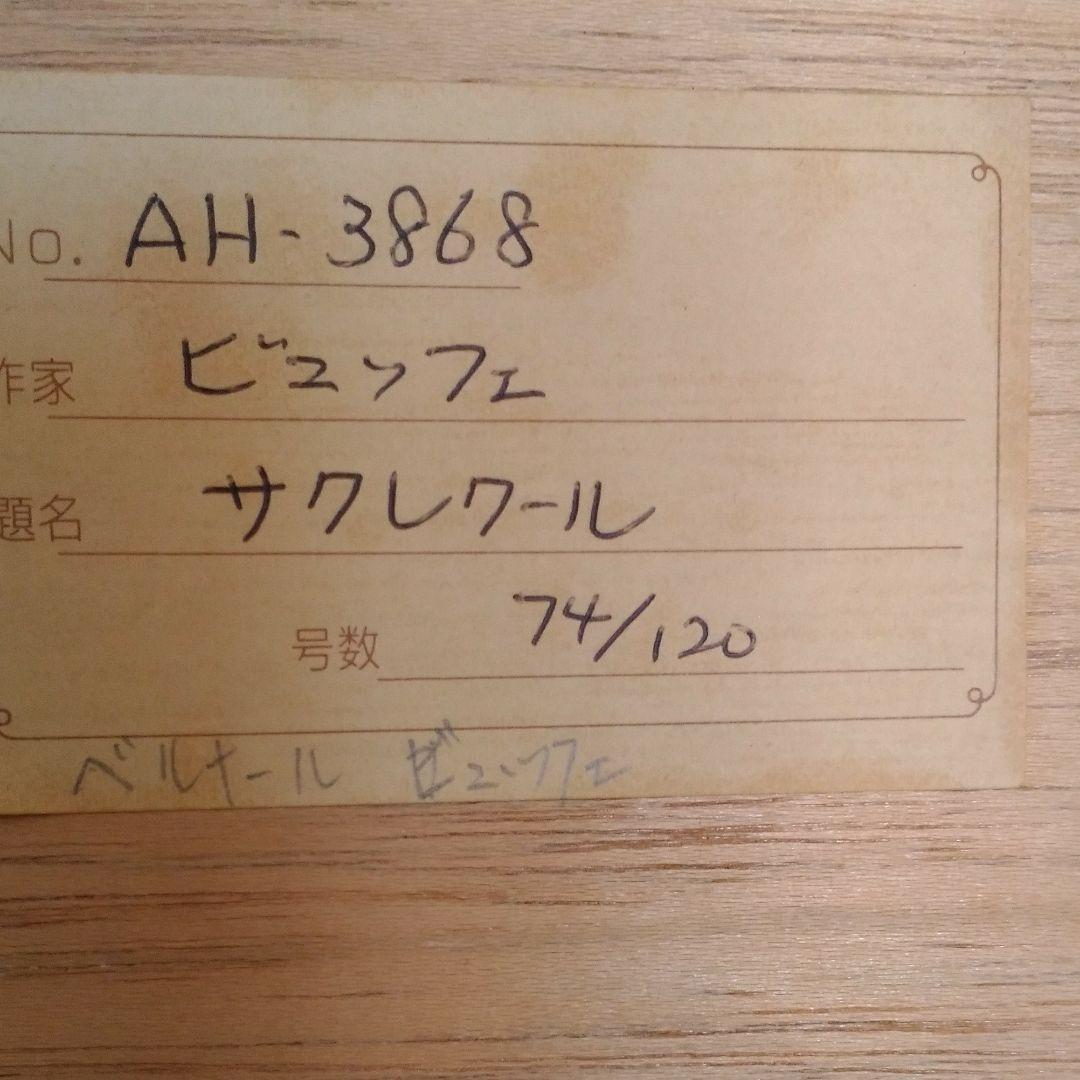 No. AH-3868
作家 ビュッフェ
題名 サクレクール
号数 74/120
ベルナール ビュッフェ